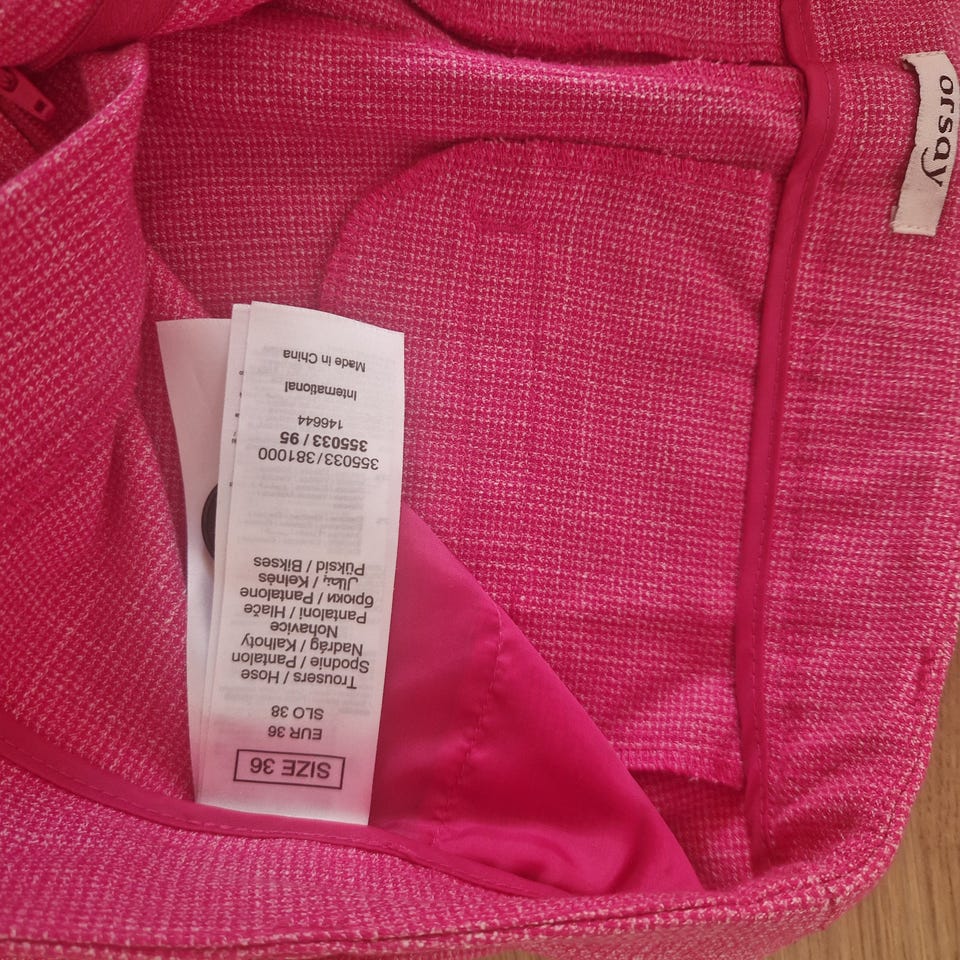 orsay
SIZE 36
EUR 36
SLO 38
Trousers / Hose
Spodnie / Pantalon
Nadrág / Kalhoty
Nohavice
Pantaloni / Hlače
брюки / Pantalone
/ Kelnės
Püksid / Bikses
355033/381000
355033 / 95
146644
International
Made in China